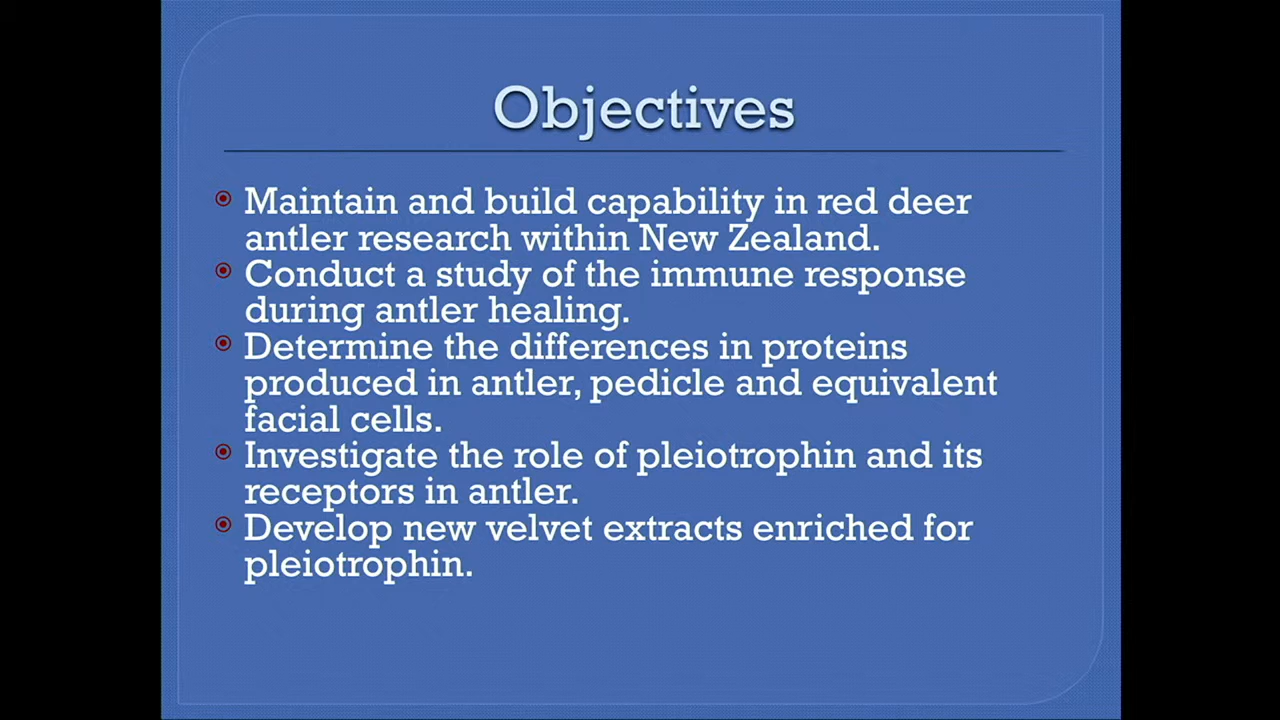 Objectives
Maintain and build capability in red deer
antler research within New Zealand.
Conduct a study of the immune response
during antler healing.
Determine the differences in proteins
produced in antler, pedicle and equivalent
facial cells.
Investigate the role of pleiotrophin and its
receptors in antler.
Develop new velvet extracts enriched for
pleiotrophin.